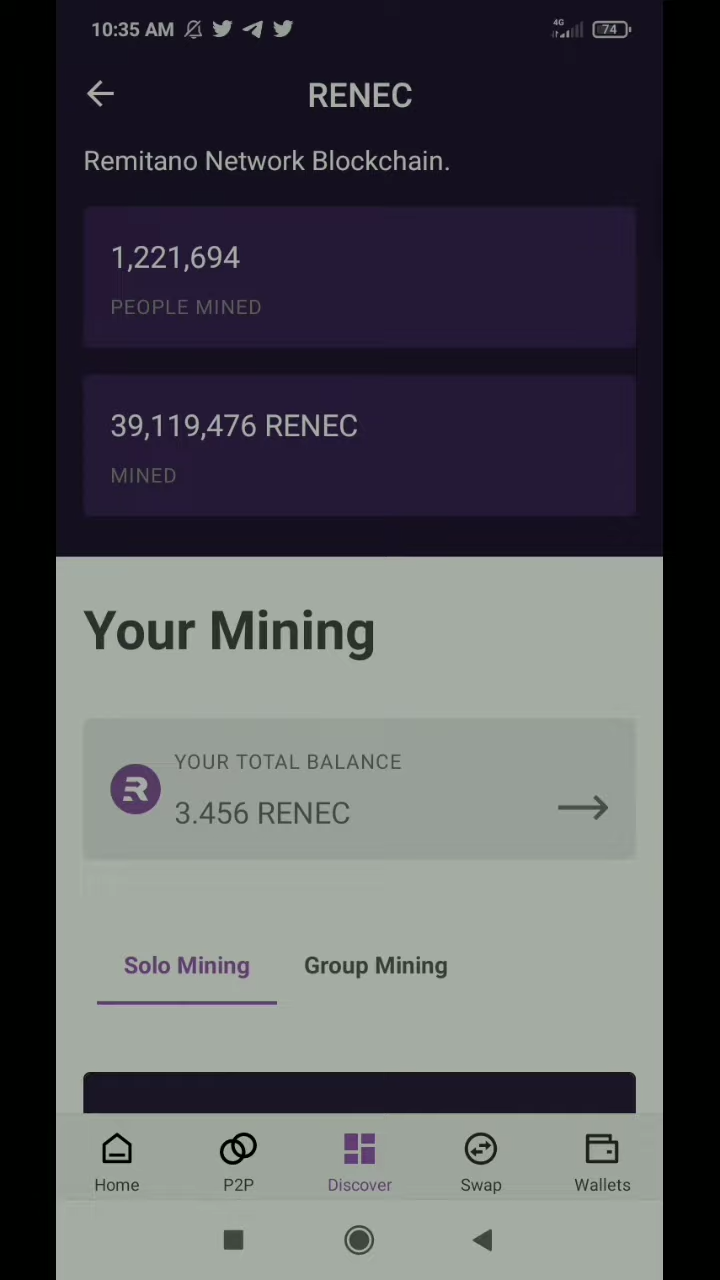 10:35 AM
4G
74
RENEC
Remitano Network Blockchain.
1,221,694
PEOPLE MINED
39,119,476 RENEC
MINED
Your Mining
YOUR TOTAL BALANCE
3.456 RENEC
Solo Mining Group Mining
Home P2P Discover Swap Wallets